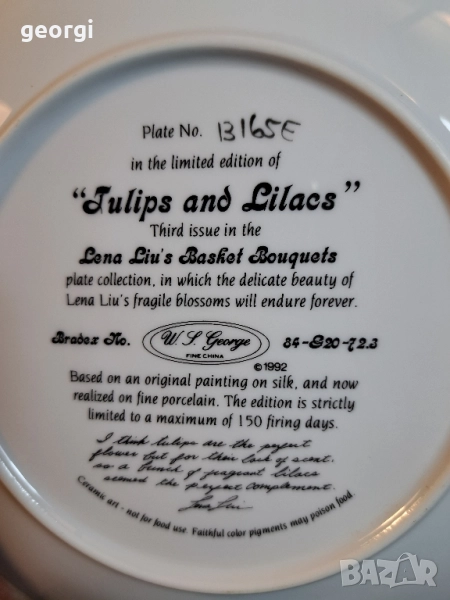 georgi
Plate No. B165E
in the limited edition of
"Tulips and Lilacs"
Third issue in the
Lena Liu's Basket Bouquets
plate collection, in which the delicate beauty of
Lena Liu's fragile blossoms will endure forever.
Bradex No. W. S. George 84-G20-72.3
FINE CHINA
©1992
Based on an original painting on silk, and now
realized on fine porcelain. The edition is strictly
limited to a maximum of 150 firing days.
I think tulips are the perfect
flower but for their lack of scent.
so a bunch of fragrant lilacs
seemed the perfect complement.
Lena Liu
Ceramic art - not for food use. Faithful color pigments may poison food.
BAZAR